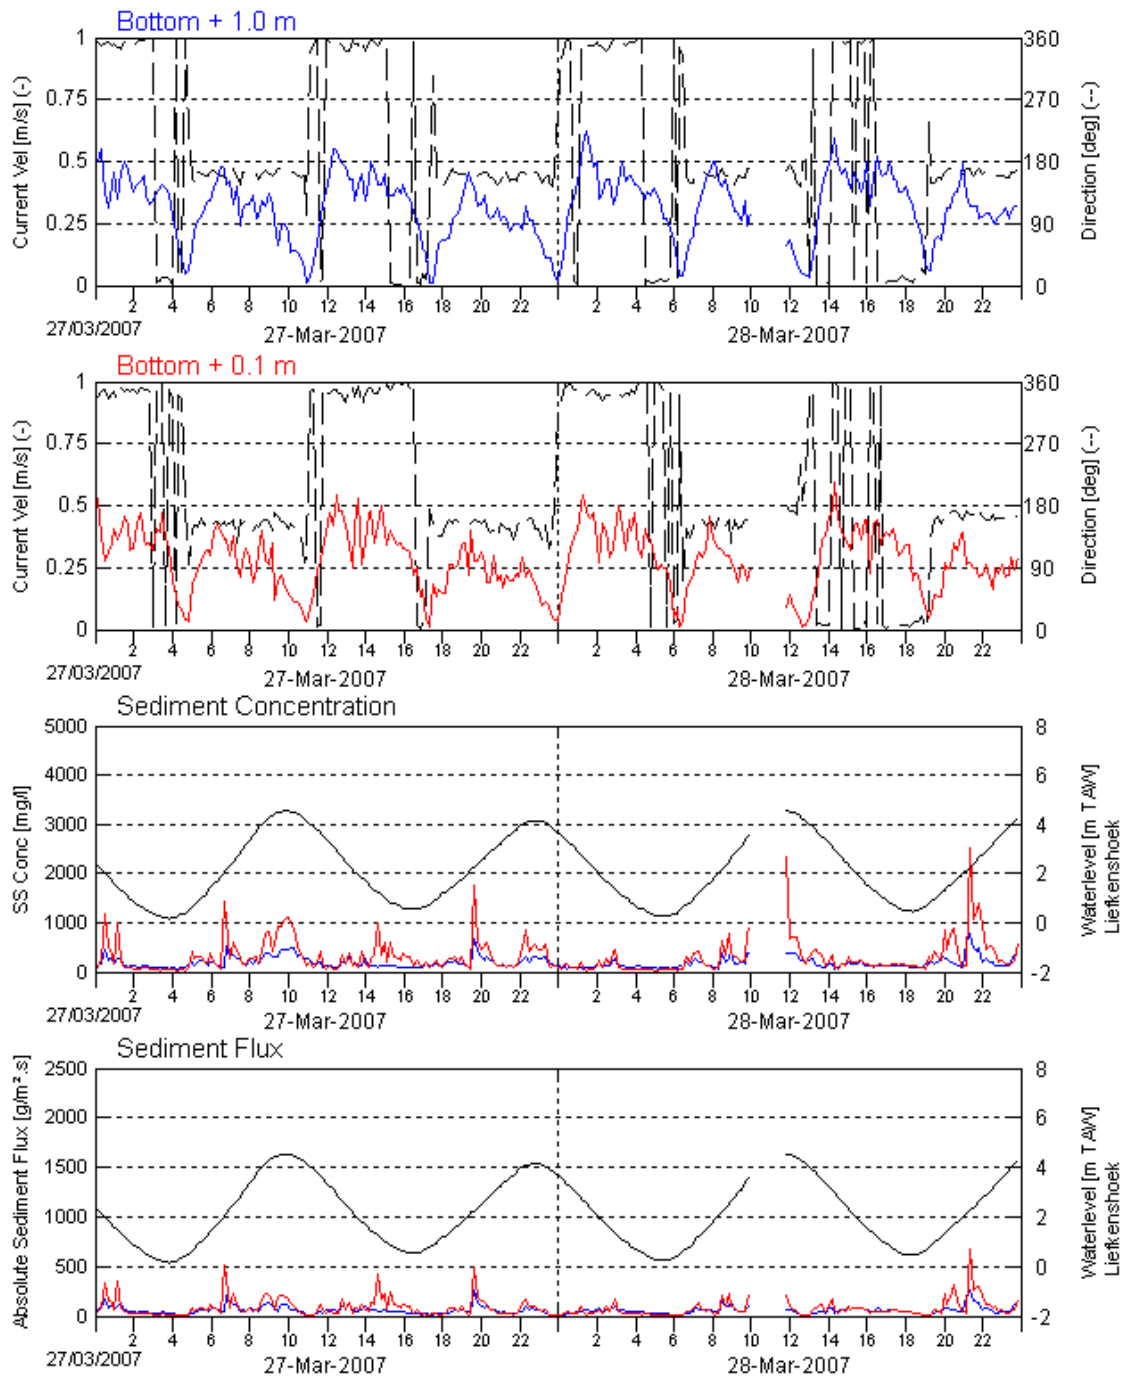 Bottom + 1.0 m
1 360
0.75 270
0.5 180
0.25 90
0 0
Current Vel [m/s] (-)
Direction [deg] (--)
2 4 6 8 10 12 14 16 18 20 22 2 4 6 8 10 12 14 16 18 20 22
27/03/2007 27-Mar-2007 28-Mar-2007
Bottom + 0.1 m
1 360
0.75 270
0.5 180
0.25 90
0 0
Current Vel [m/s] (-)
Direction [deg] (--)
2 4 6 8 10 12 14 16 18 20 22 2 4 6 8 10 12 14 16 18 20 22
27/03/2007 27-Mar-2007 28-Mar-2007
Sediment Concentration
5000 8
4000 6
3000 4
2000 2
1000 0
0 -2
SS Conc [mg/l]
Waterlevel [m TAW]
Liefkenshoek
2 4 6 8 10 12 14 16 18 20 22 2 4 6 8 10 12 14 16 18 20 22
27/03/2007 27-Mar-2007 28-Mar-2007
Sediment Flux
2500 8
2000 6
1500 4
1000 2
500 0
0 -2
Absolute Sediment Flux [g/m².s]
Waterlevel [m TAW]
Liefkenshoek
2 4 6 8 10 12 14 16 18 20 22 2 4 6 8 10 12 14 16 18 20 22
27/03/2007 27-Mar-2007 28-Mar-2007